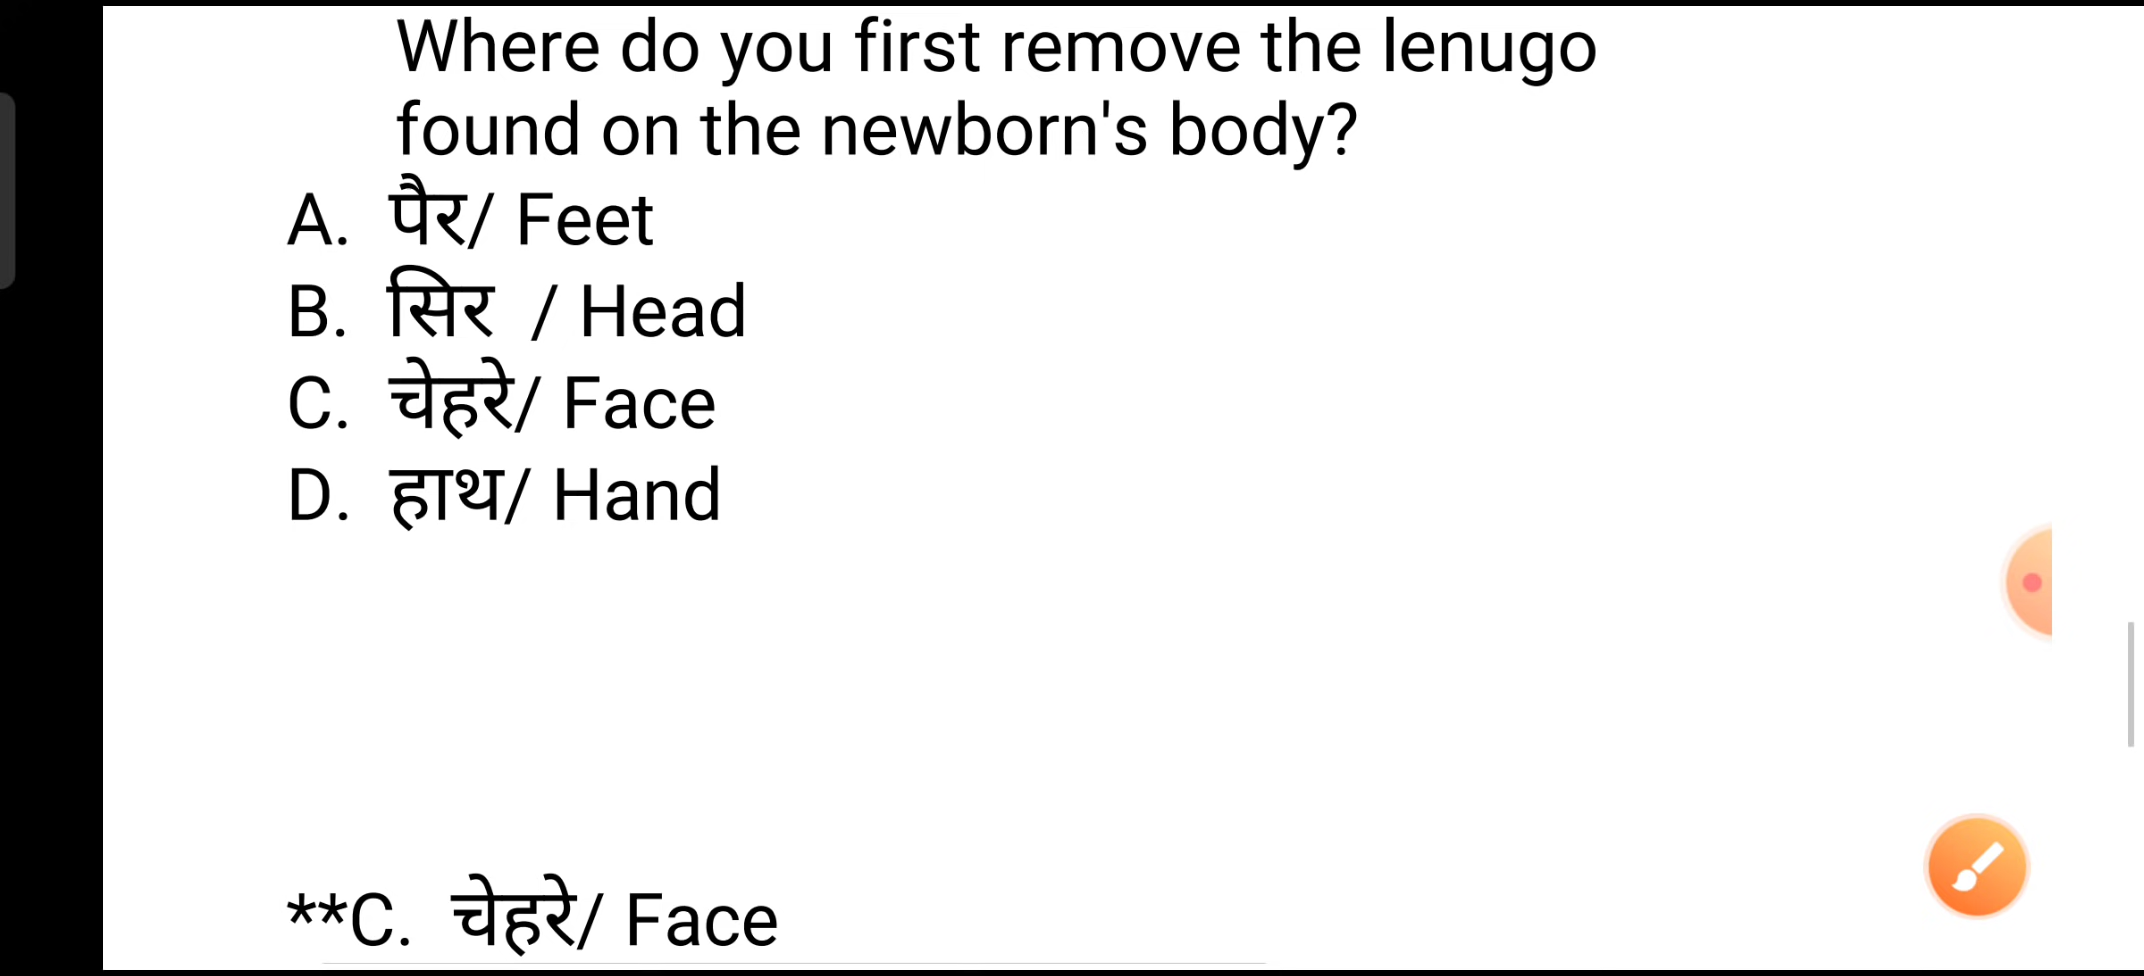 Where do you first remove the lenugo
found on the newborn's body?
A. पैर/ Feet
B. सिर / Head
C. चेहरे/ Face
D. हाथ/ Hand
**C. चेहरे/ Face